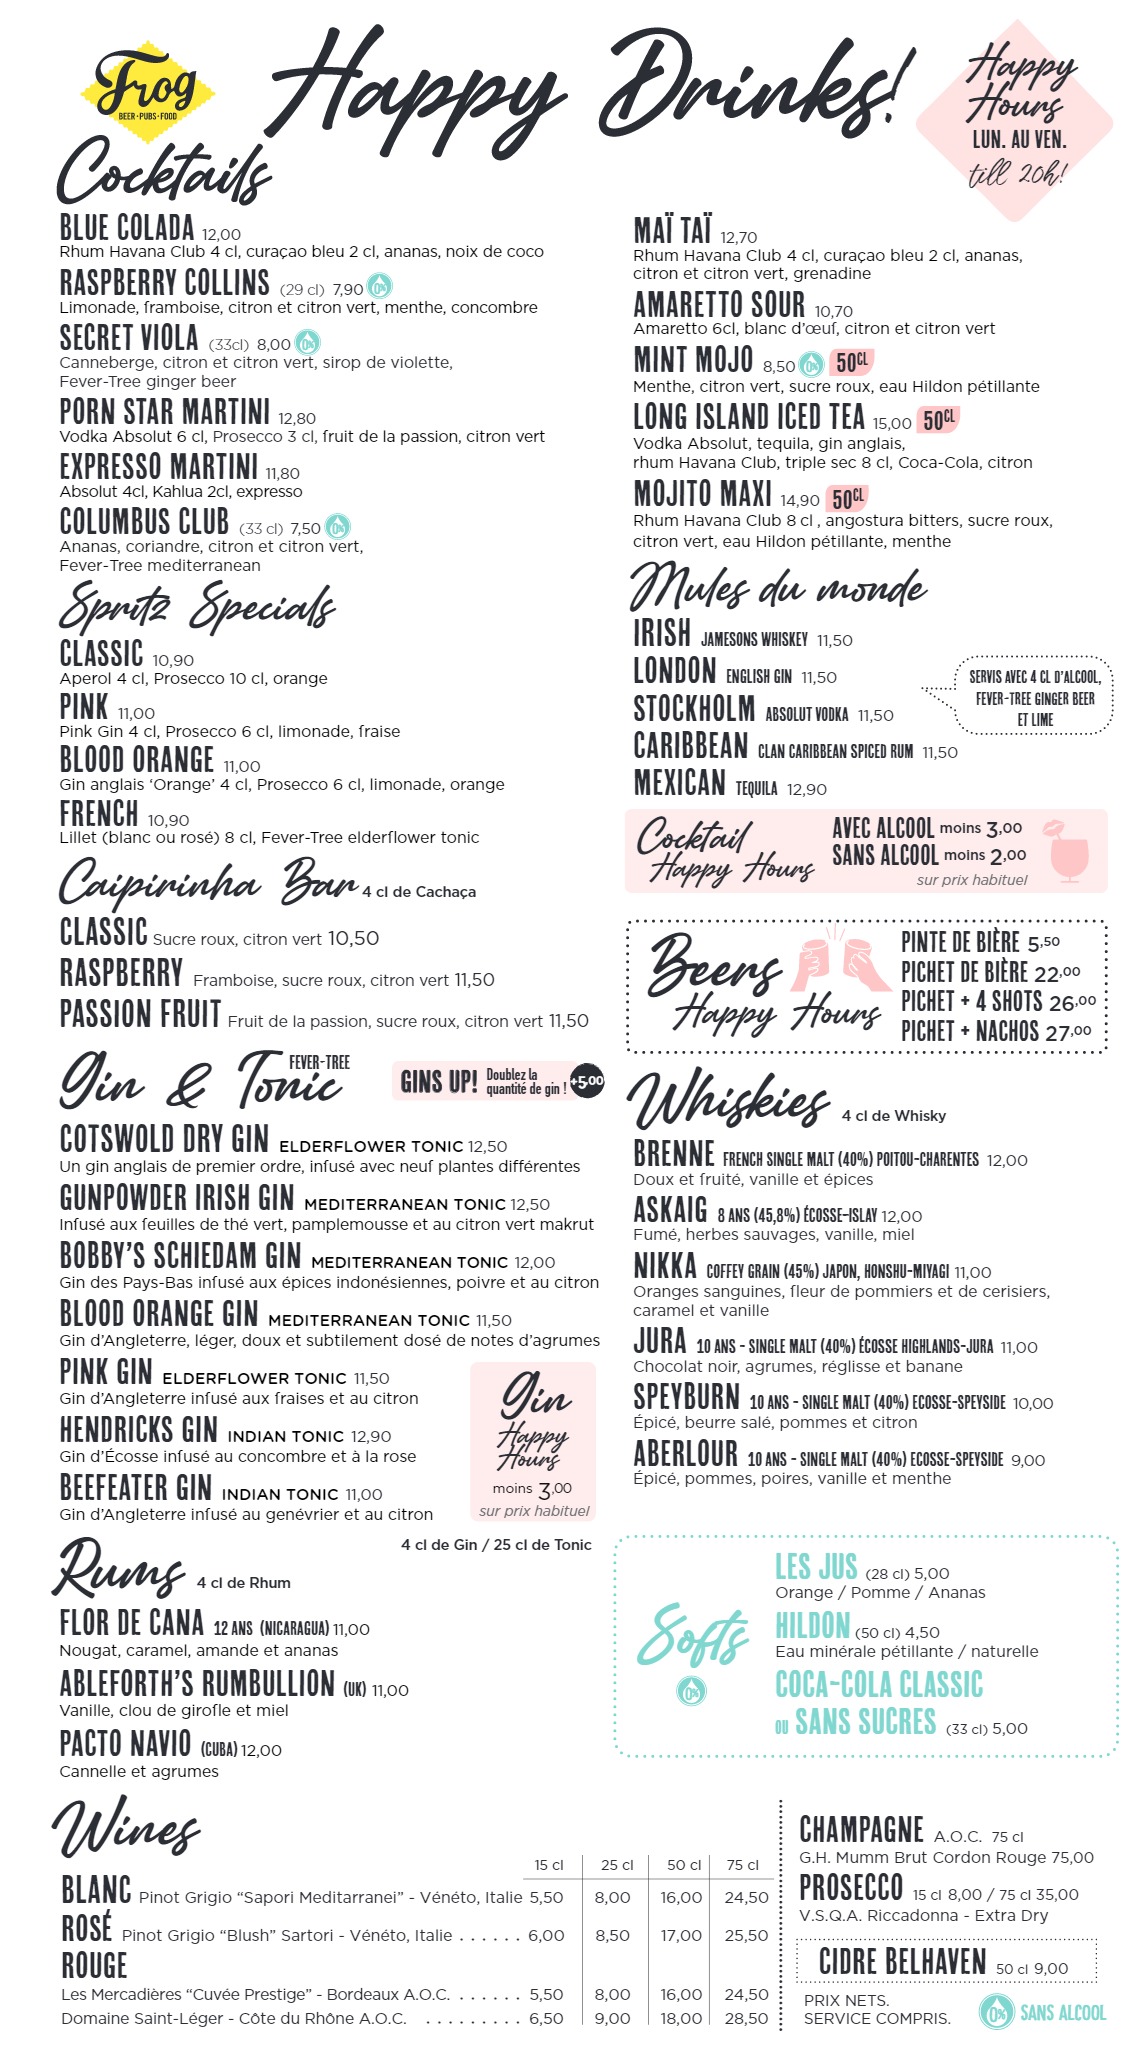 Frog
BEER • PUBS • FOOD
Happy Drinks!
Happy
Hours
LUN. AU VEN.
till 20h!
Cocktails
BLUE COLADA 12,00
Rhum Havana Club 4 cl, curaçao bleu 2 cl, ananas, noix de coco
RASPBERRY COLLINS (29 cl) 7,90 0%
Limonade, framboise, citron et citron vert, menthe, concombre
SECRET VIOLA (33cl) 8,00 0%
Canneberge, citron et citron vert, sirop de violette,
Fever-Tree ginger beer
PORN STAR MARTINI 12,80
Vodka Absolut 6 cl, Prosecco 3 cl, fruit de la passion, citron vert
EXPRESSO MARTINI 11,80
Absolut 4cl, Kahlua 2cl, expresso
COLUMBUS CLUB (33 cl) 7,50 0%
Ananas, coriandre, citron et citron vert,
Fever-Tree mediterranean
Spritz Specials
CLASSIC 10,90
Aperol 4 cl, Prosecco 10 cl, orange
PINK 11,00
Pink Gin 4 cl, Prosecco 6 cl, limonade, fraise
BLOOD ORANGE 11,00
Gin anglais ‘Orange’ 4 cl, Prosecco 6 cl, limonade, orange
FRENCH 10,90
Lillet (blanc ou rosé) 8 cl, Fever-Tree elderflower tonic
Caipirinha Bar 4 cl de Cachaça
CLASSIC Sucre roux, citron vert 10,50
RASPBERRY Framboise, sucre roux, citron vert 11,50
PASSION FRUIT Fruit de la passion, sucre roux, citron vert 11,50
Gin & Tonic FEVER-TREE
GINS UP! Doublez la
quantité de gin ! +5,00
COTSWOLD DRY GIN ELDERFLOWER TONIC 12,50
Un gin anglais de premier ordre, infusé avec neuf plantes différentes
GUNPOWDER IRISH GIN MEDITERRANEAN TONIC 12,50
Infusé aux feuilles de thé vert, pamplemousse et au citron vert makrut
BOBBY’S SCHIEDAM GIN MEDITERRANEAN TONIC 12,00
Gin des Pays-Bas infusé aux épices indonésiennes, poivre et au citron
BLOOD ORANGE GIN MEDITERRANEAN TONIC 11,50
Gin d’Angleterre, léger, doux et subtilement dosé de notes d’agrumes
PINK GIN ELDERFLOWER TONIC 11,50
Gin d’Angleterre infusé aux fraises et au citron
HENDRICKS GIN INDIAN TONIC 12,90
Gin d’Écosse infusé au concombre et à la rose
BEEFEATER GIN INDIAN TONIC 11,00
Gin d’Angleterre infusé au genévrier et au citron
Gin
Happy
Hours
moins 3,00
sur prix habituel
4 cl de Gin / 25 cl de Tonic
Rums 4 cl de Rhum
FLOR DE CANA 12 ANS (NICARAGUA) 11,00
Nougat, caramel, amande et ananas
ABLEFORTH’S RUMBULLION (UK) 11,00
Vanille, clou de girofle et miel
PACTO NAVIO (CUBA) 12,00
Cannelle et agrumes
MAÏ TAÏ 12,70
Rhum Havana Club 4 cl, curaçao bleu 2 cl, ananas,
citron et citron vert, grenadine
AMARETTO SOUR 10,70
Amaretto 6cl, blanc d’œuf, citron et citron vert
MINT MOJO 8,50 0% 50CL
Menthe, citron vert, sucre roux, eau Hildon pétillante
LONG ISLAND ICED TEA 15,00 50CL
Vodka Absolut, tequila, gin anglais,
rhum Havana Club, triple sec 8 cl, Coca-Cola, citron
MOJITO MAXI 14,90 50CL
Rhum Havana Club 8 cl , angostura bitters, sucre roux,
citron vert, eau Hildon pétillante, menthe
Mules du monde
IRISH JAMESONS WHISKEY 11,50
LONDON ENGLISH GIN 11,50
STOCKHOLM ABSOLUT VODKA 11,50
CARIBBEAN CLAN CARIBBEAN SPICED RUM 11,50
MEXICAN TEQUILA 12,90
SERVIS AVEC 4 CL D’ALCOOL,
FEVER-TREE GINGER BEER
ET LIME
Cocktail
Happy Hours
AVEC ALCOOL moins 3,00
SANS ALCOOL moins 2,00
sur prix habituel
Beers
Happy Hours
PINTE DE BIÈRE 5,50
PICHET DE BIÈRE 22,00
PICHET + 4 SHOTS 26,00
PICHET + NACHOS 27,00
Whiskies 4 cl de Whisky
BRENNE FRENCH SINGLE MALT (40%) POITOU-CHARENTES 12,00
Doux et fruité, vanille et épices
ASKAIG 8 ANS (45,8%) ÉCOSSE-ISLAY 12,00
Fumé, herbes sauvages, vanille, miel
NIKKA COFFEY GRAIN (45%) JAPON, HONSHU-MIYAGI 11,00
Oranges sanguines, fleur de pommiers et de cerisiers,
caramel et vanille
JURA 10 ANS - SINGLE MALT (40%) ÉCOSSE HIGHLANDS-JURA 11,00
Chocolat noir, agrumes, réglisse et banane
SPEYBURN 10 ANS - SINGLE MALT (40%) ECOSSE-SPEYSIDE 10,00
Épicé, beurre salé, pommes et citron
ABERLOUR 10 ANS - SINGLE MALT (40%) ECOSSE-SPEYSIDE 9,00
Épicé, pommes, poires, vanille et menthe
Softs
0%
LES JUS (28 cl) 5,00
Orange / Pomme / Ananas
HILDON (50 cl) 4,50
Eau minérale pétillante / naturelle
COCA-COLA CLASSIC
OU SANS SUCRES (33 cl) 5,00
Wines
15 cl 25 cl 50 cl 75 cl
BLANC Pinot Grigio “Sapori Meditarranei” - Vénéto, Italie 5,50 8,00 16,00 24,50
ROSÉ Pinot Grigio “Blush” Sartori - Vénéto, Italie . . . . . . 6,00 8,50 17,00 25,50
ROUGE
Les Mercadières “Cuvée Prestige” - Bordeaux A.O.C. . . . . . . 5,50 8,00 16,00 24,50
Domaine Saint-Léger - Côte du Rhône A.O.C. . . . . . . . . . 6,50 9,00 18,00 28,50
CHAMPAGNE A.O.C. 75 cl
G.H. Mumm Brut Cordon Rouge 75,00
PROSECCO 15 cl 8,00 / 75 cl 35,00
V.S.Q.A. Riccadonna - Extra Dry
CIDRE BELHAVEN 50 cl 9,00
PRIX NETS.
SERVICE COMPRIS.
0% SANS ALCOOL